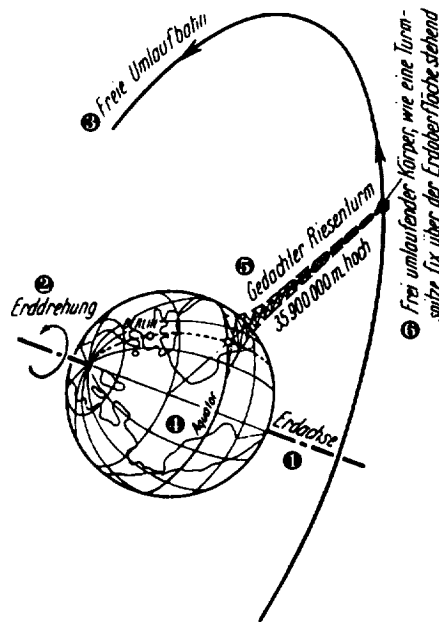 ❸ Freie Umlaufbahn
❻ Frei umlaufender Körper, wie eine Turm-
spitze fix über der Erdoberfläche stehend
❺
Gedachter Riesenturm
35 900 000 m. hoch
❷
Erddrehung
BERLIN
❹
Äquator
Erdachse
❶